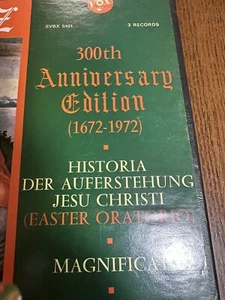 SVBX 5101
3 RECORDS
300th
Anniversary
Edition
(1672-1972)
HISTORIA
DER AUFERSTEHUNG
JESU CHRISTI
(EASTER ORATORIO)
MAGNIFICAT